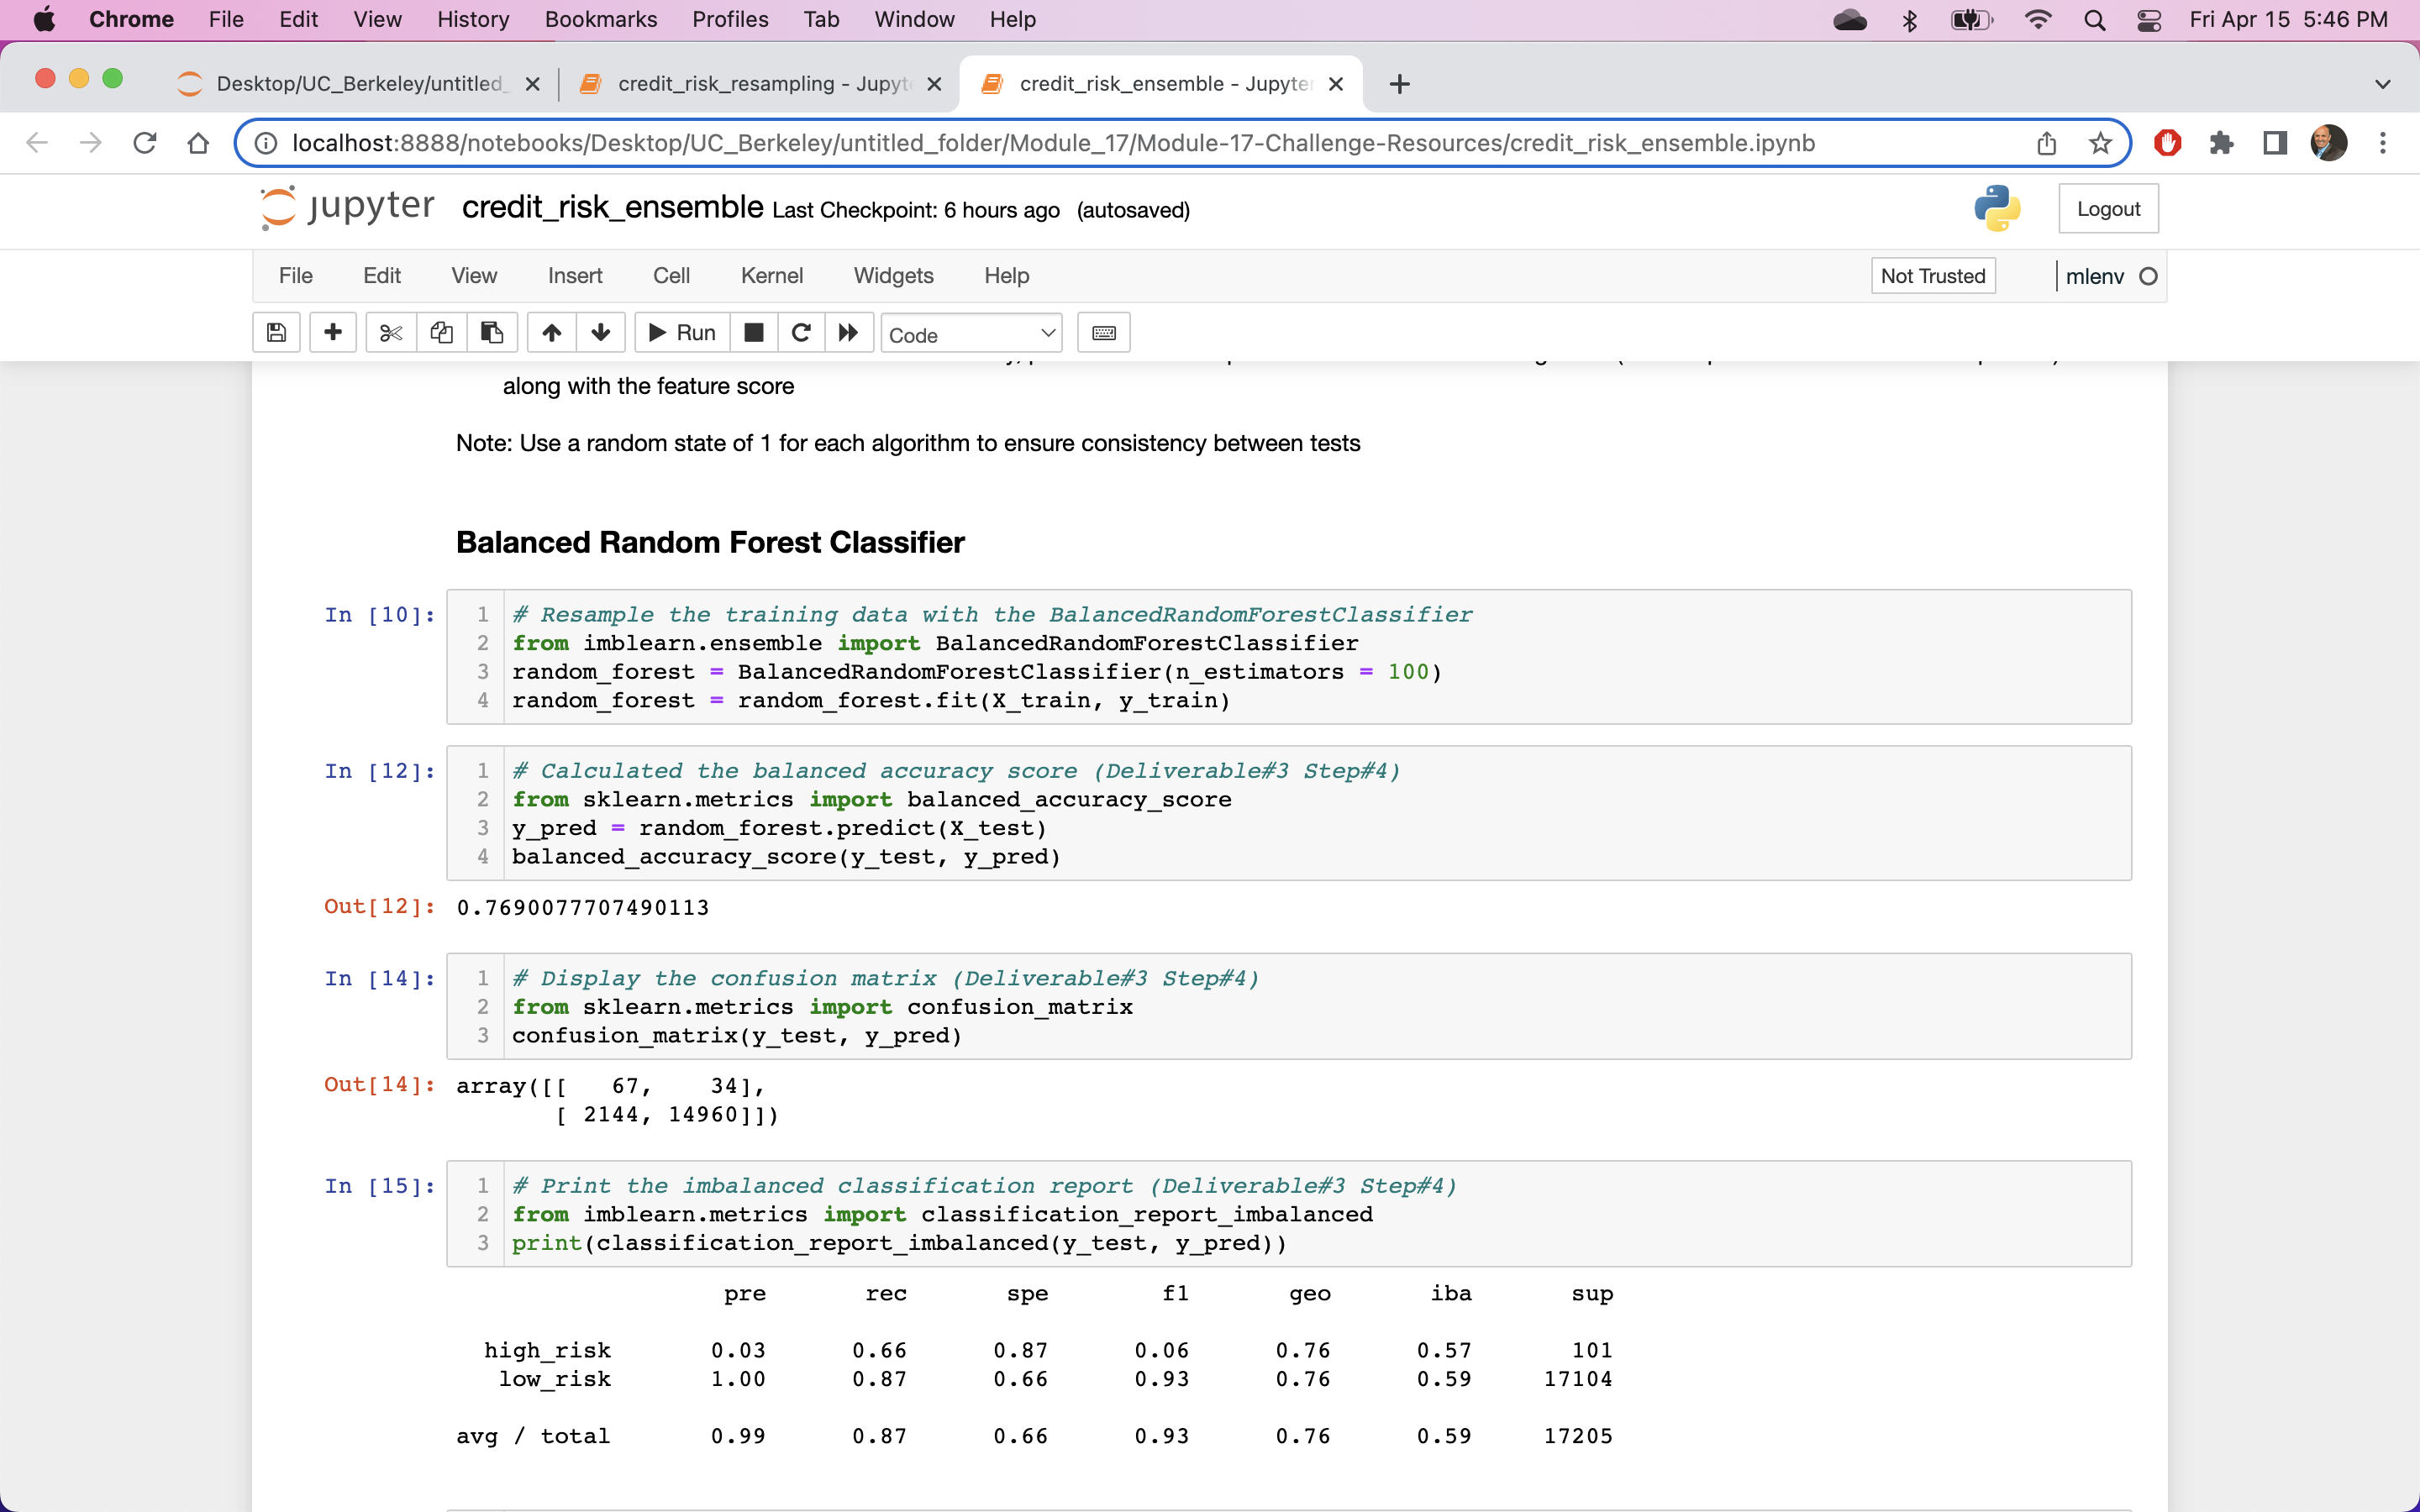 Chrome File Edit View History Bookmarks Profiles Tab Window Help Fri Apr 15 5:46 PM
Desktop/UC_Berkeley/untitled_ credit_risk_resampling - Jupyt credit_risk_ensemble - Jupyter
localhost:8888/notebooks/Desktop/UC_Berkeley/untitled_folder/Module_17/Module-17-Challenge-Resources/credit_risk_ensemble.ipynb
jupyter credit_risk_ensemble Last Checkpoint: 6 hours ago (autosaved) Logout
File Edit View Insert Cell Kernel Widgets Help Not Trusted mlenv
Run Code
along with the feature score
Note: Use a random state of 1 for each algorithm to ensure consistency between tests
Balanced Random Forest Classifier
In [10]: 1 # Resample the training data with the BalancedRandomForestClassifier
2 from imblearn.ensemble import BalancedRandomForestClassifier
3 random_forest = BalancedRandomForestClassifier(n_estimators = 100)
4 random_forest = random_forest.fit(X_train, y_train)
In [12]: 1 # Calculated the balanced accuracy score (Deliverable#3 Step#4)
2 from sklearn.metrics import balanced_accuracy_score
3 y_pred = random_forest.predict(X_test)
4 balanced_accuracy_score(y_test, y_pred)
Out[12]: 0.7690077707490113
In [14]: 1 # Display the confusion matrix (Deliverable#3 Step#4)
2 from sklearn.metrics import confusion_matrix
3 confusion_matrix(y_test, y_pred)
Out[14]: array([[   67,    34],
[ 2144, 14960]])
In [15]: 1 # Print the imbalanced classification report (Deliverable#3 Step#4)
2 from imblearn.metrics import classification_report_imbalanced
3 print(classification_report_imbalanced(y_test, y_pred))
pre rec spe f1 geo iba sup
high_risk 0.03 0.66 0.87 0.06 0.76 0.57 101
low_risk 1.00 0.87 0.66 0.93 0.76 0.59 17104
avg / total 0.99 0.87 0.66 0.93 0.76 0.59 17205